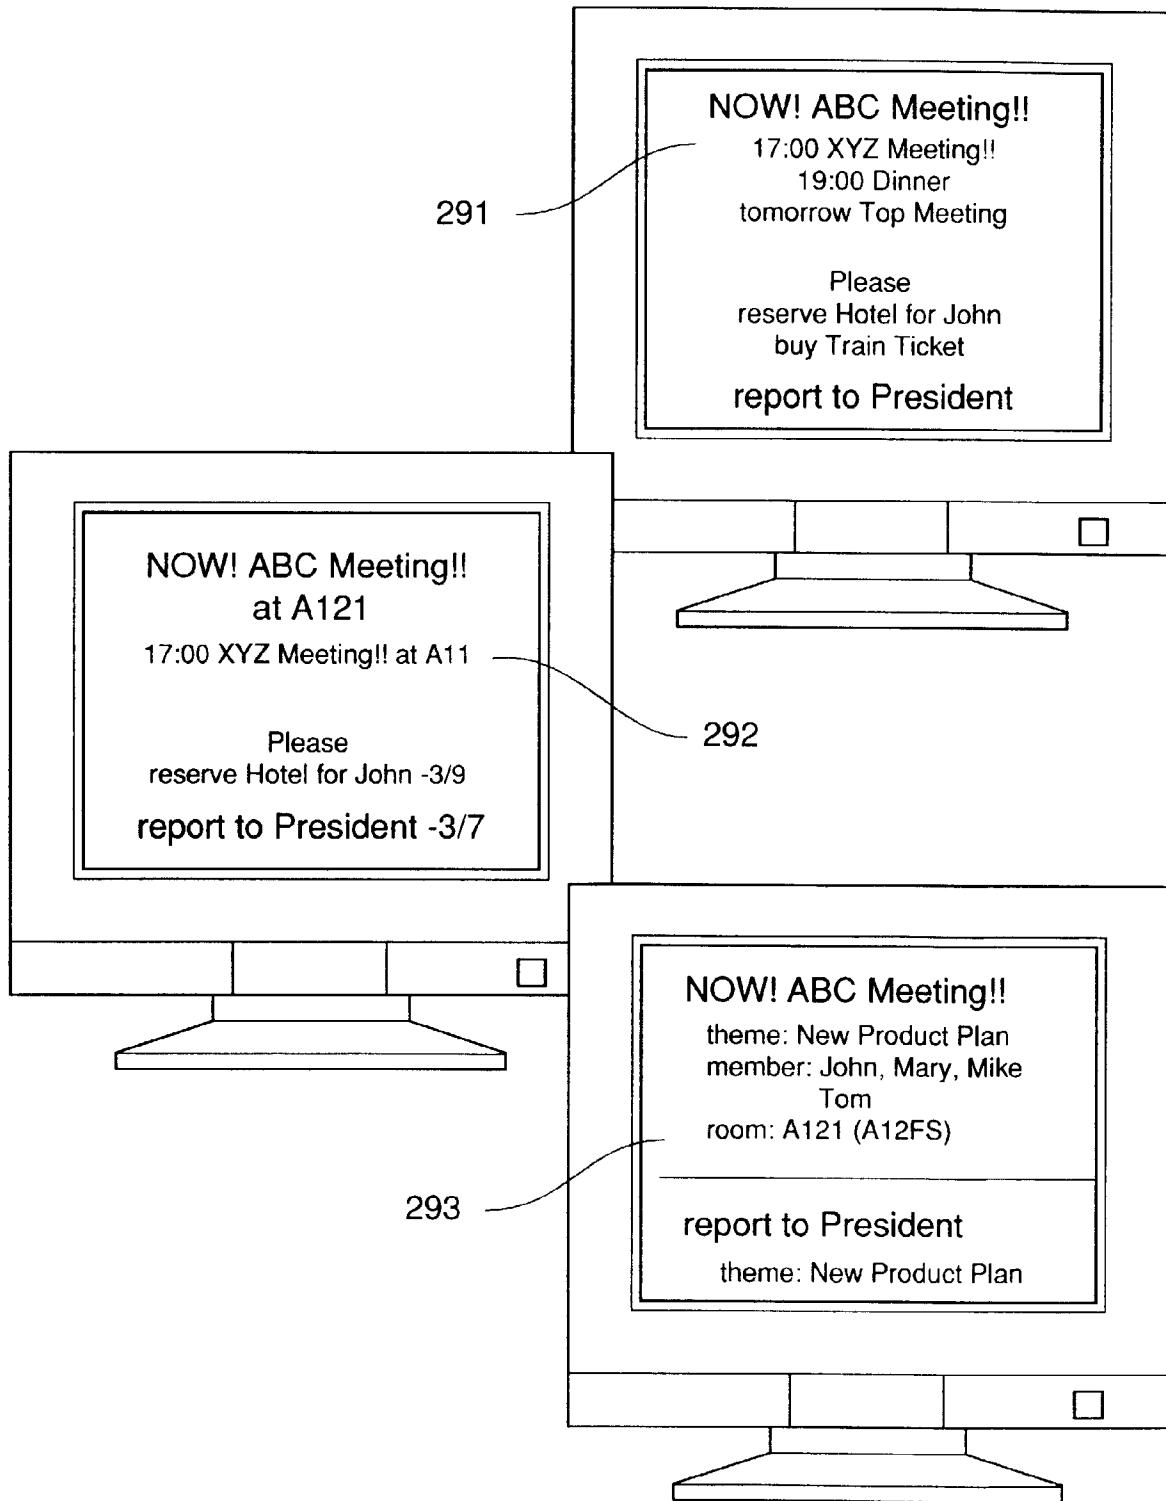 NOW! ABC Meeting!!
17:00 XYZ Meeting!!
19:00 Dinner
tomorrow Top Meeting
Please
reserve Hotel for John
buy Train Ticket
report to President
291
NOW! ABC Meeting!!
at A121
17:00 XYZ Meeting!! at A11
Please
reserve Hotel for John -3/9
report to President -3/7
292
NOW! ABC Meeting!!
theme: New Product Plan
member: John, Mary, Mike
Tom
room: A121 (A12FS)
report to President
theme: New Product Plan
293